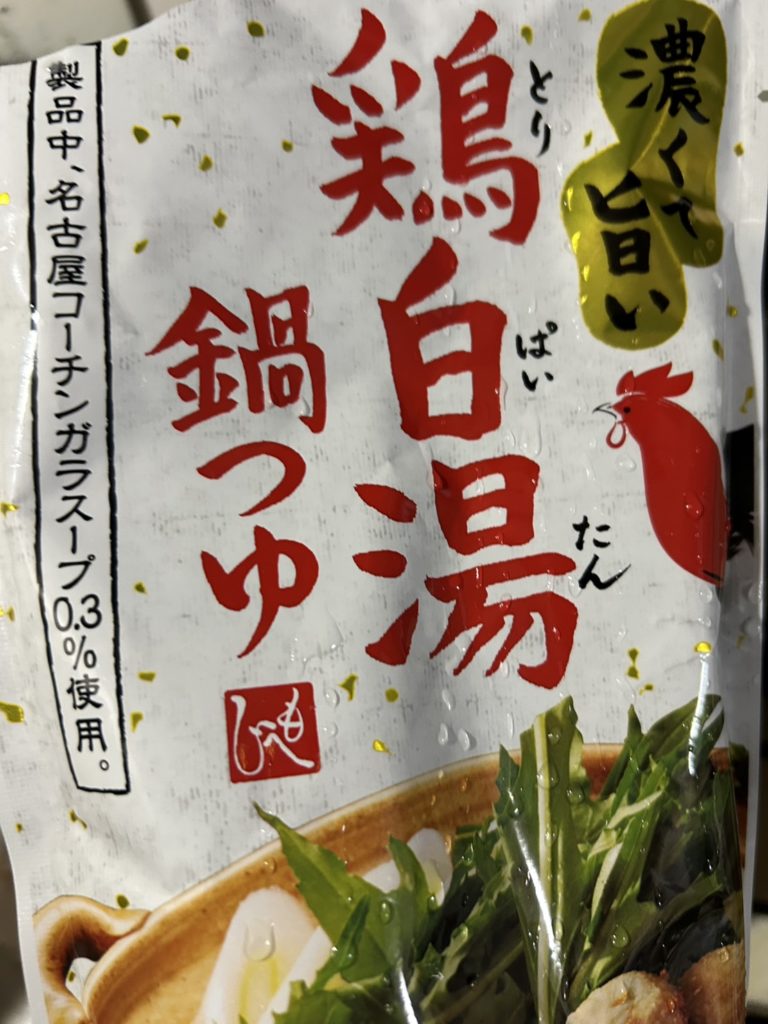 濃くて
旨い
鶏白湯
とり
ぱい
たん
鍋つゆ
もへじ
製品中、名古屋コーチンガラスープ0.3%使用。